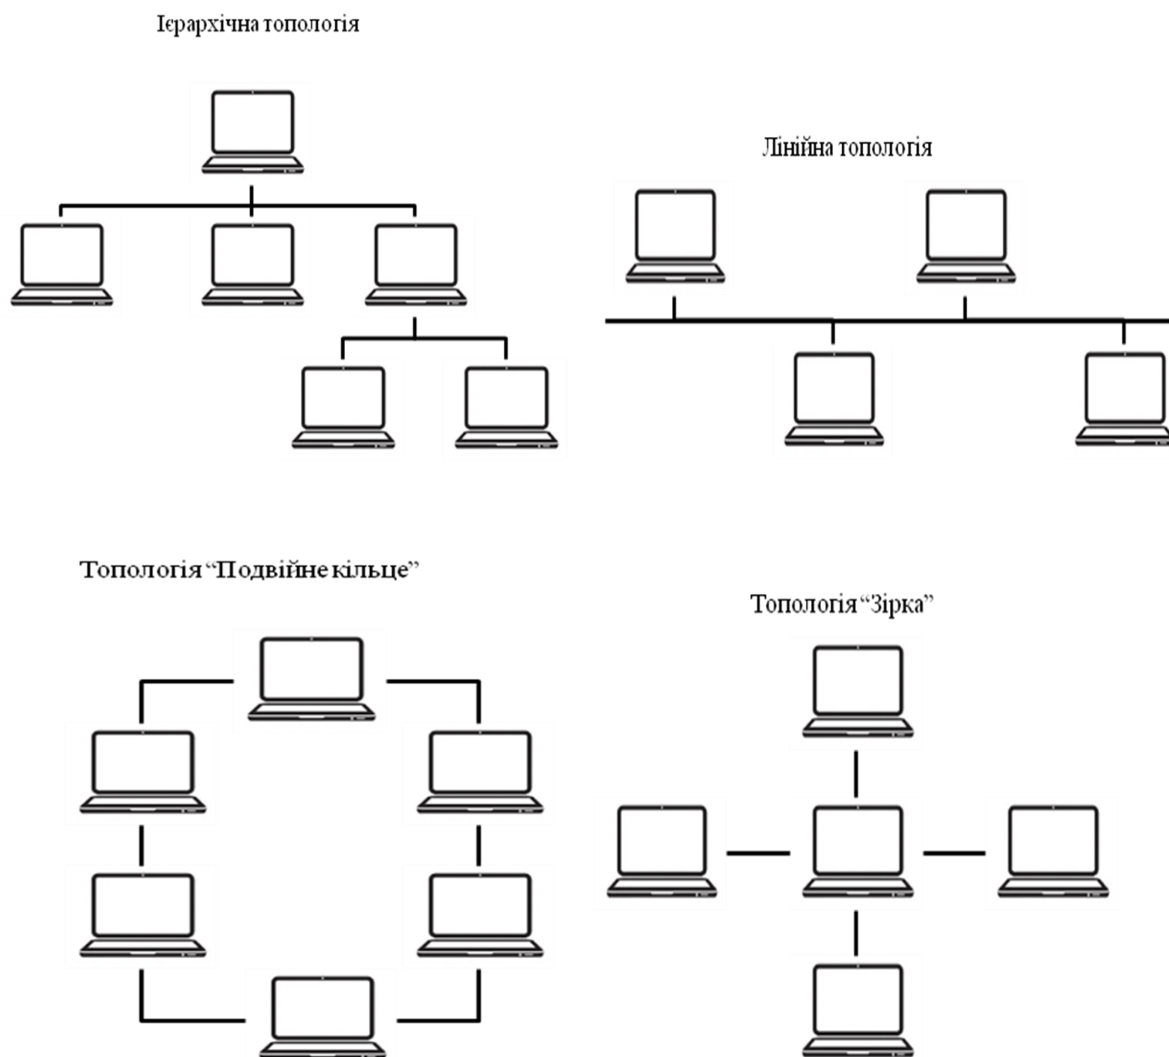 Ієрархічна топологія
Лінійна топологія
Топологія “Подвійне кільце”
Топологія “Зірка”